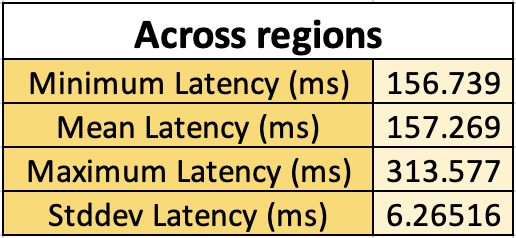 Across regions
Minimum Latency (ms) 156.739
Mean Latency (ms) 157.269
Maximum Latency (ms) 313.577
Stddev Latency (ms) 6.26516